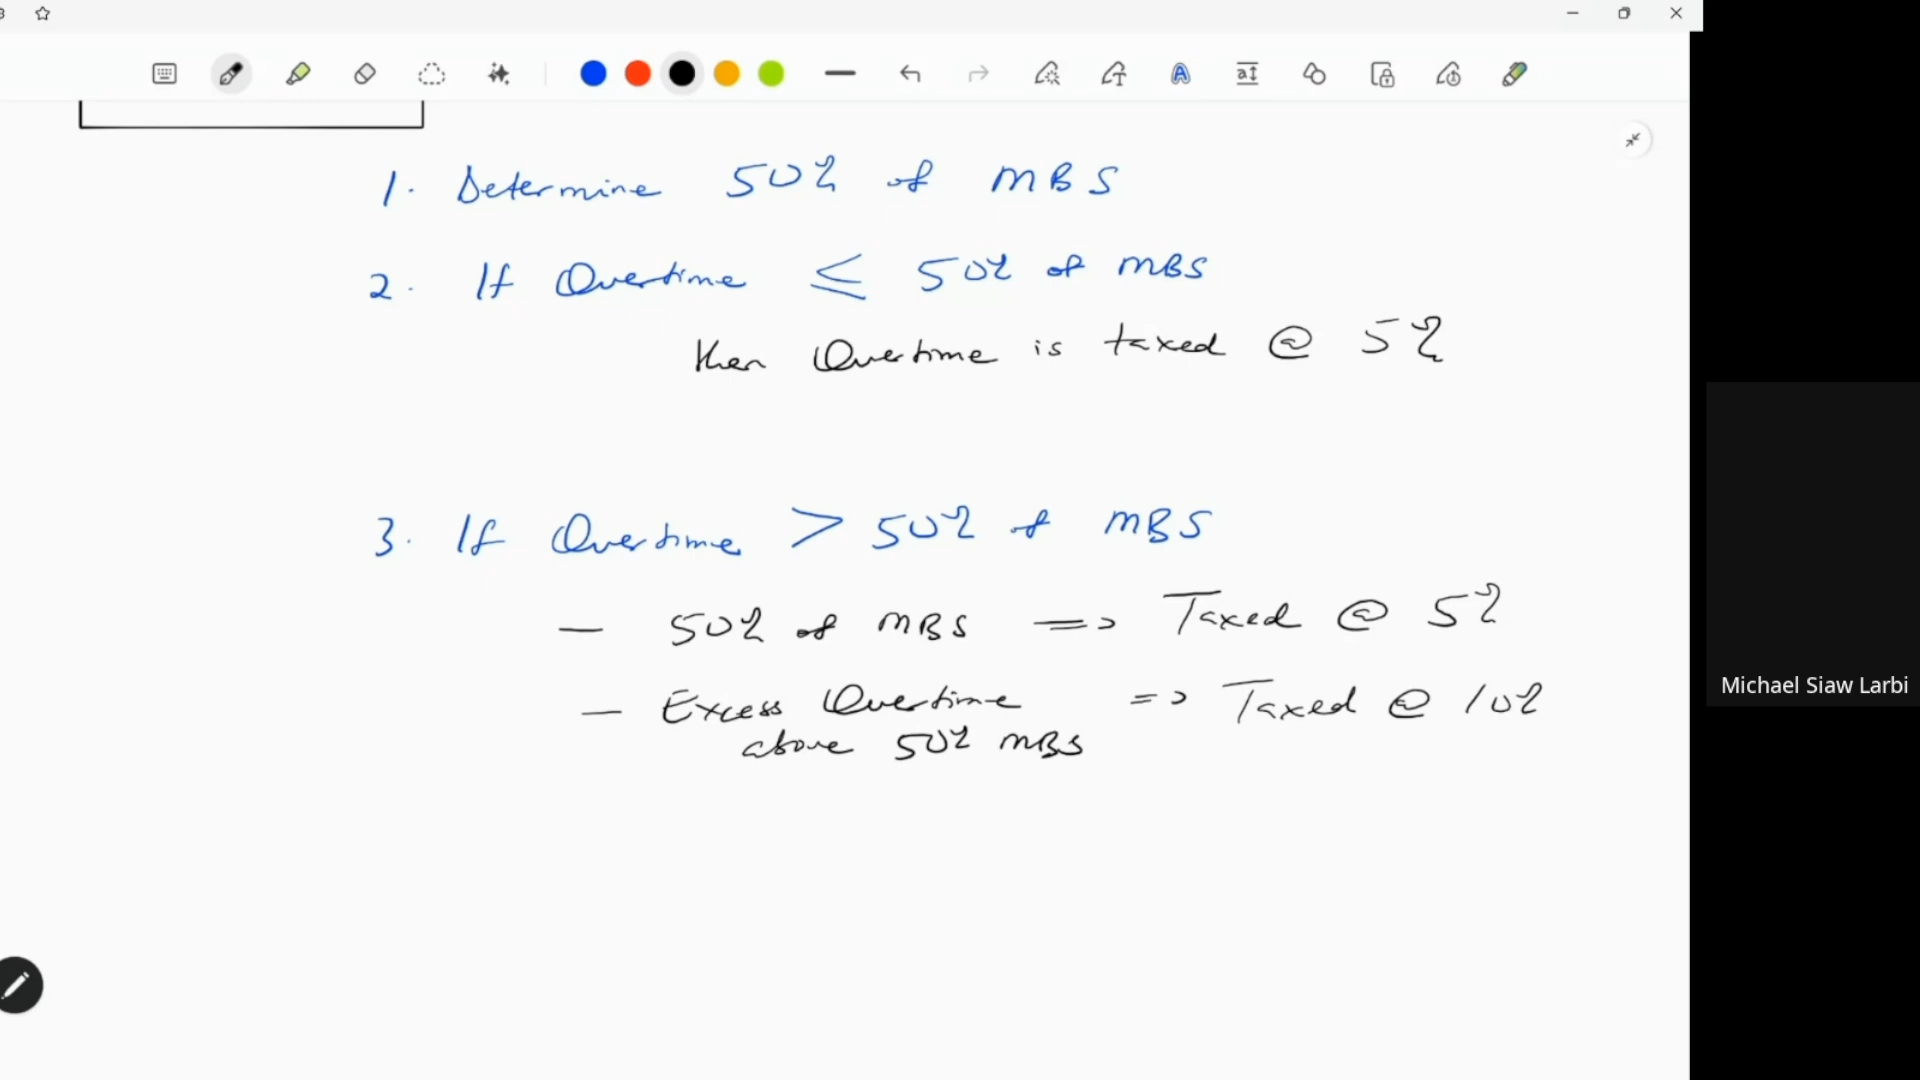 1. Determine 50% of MBS
2. If Overtime ≤ 50% of MBS
then Overtime is taxed @ 5%
3. If Overtime > 50% of MBS
— 50% of MBS => Taxed @ 5%
— Excess Overtime => Taxed @ 10%
above 50% MBS
Michael Siaw Larbi